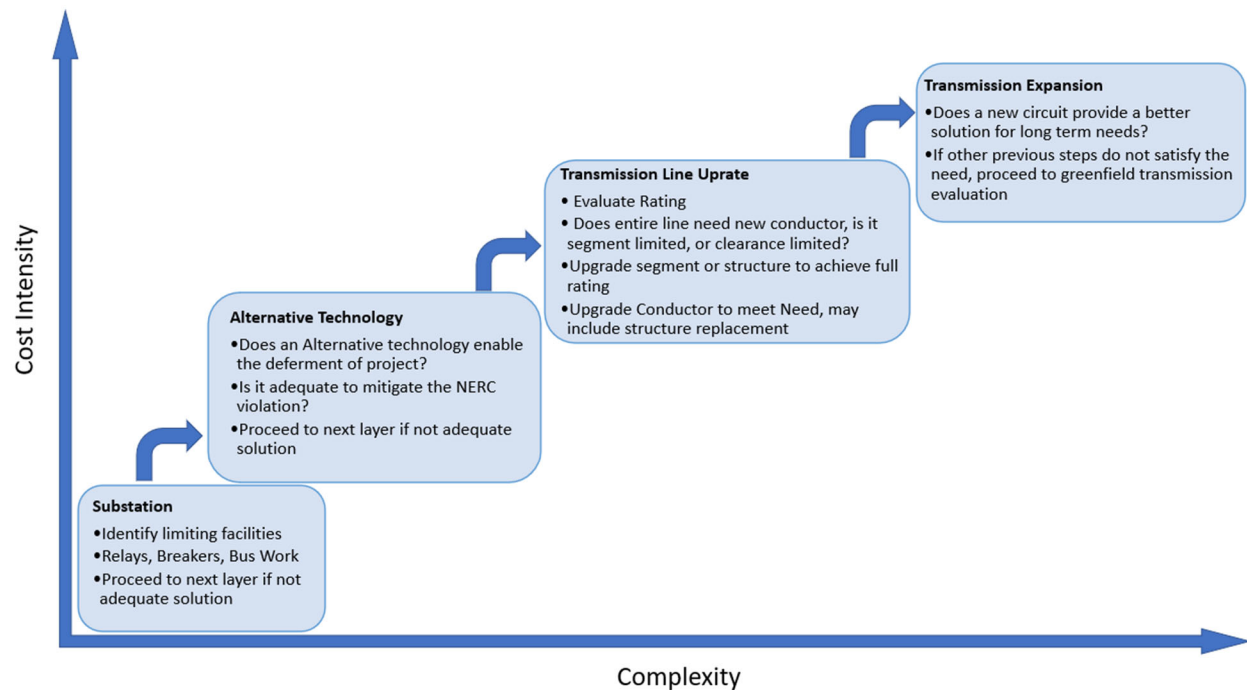 Cost Intensity
Substation
•Identify limiting facilities
•Relays, Breakers, Bus Work
•Proceed to next layer if not
adequate solution
Alternative Technology
•Does an Alternative technology enable
the deferment of project?
•Is it adequate to mitigate the NERC
violation?
•Proceed to next layer if not adequate
solution
Transmission Line Uprate
• Evaluate Rating
• Does entire line need new conductor, is it
segment limited, or clearance limited?
•Upgrade segment or structure to achieve full
rating
•Upgrade Conductor to meet Need, may
include structure replacement
Transmission Expansion
•Does a new circuit provide a better
solution for long term needs?
•If other previous steps do not satisfy the
need, proceed to greenfield transmission
evaluation
Complexity